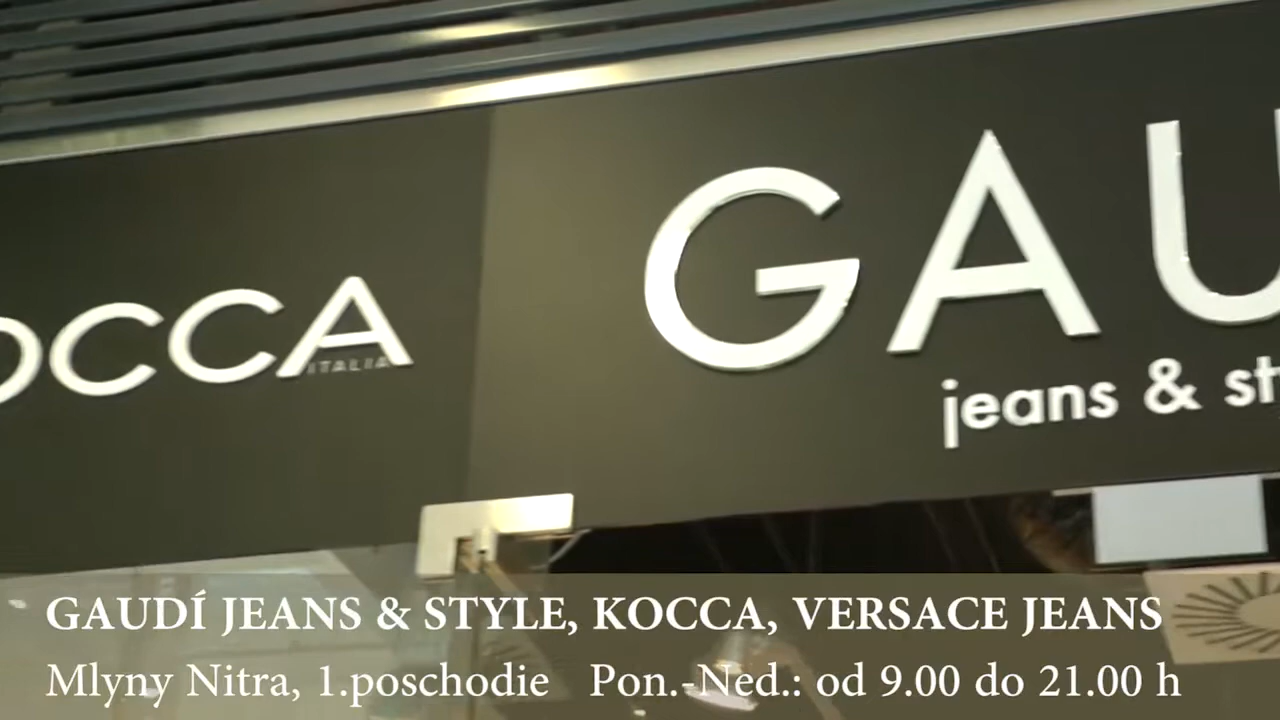 OCCA
ITALIA
GAU
jeans & st
GAUDÍ JEANS & STYLE, KOCCA, VERSACE JEANS
Mlyny Nitra, 1.poschodie Pon.-Ned.: od 9.00 do 21.00 h